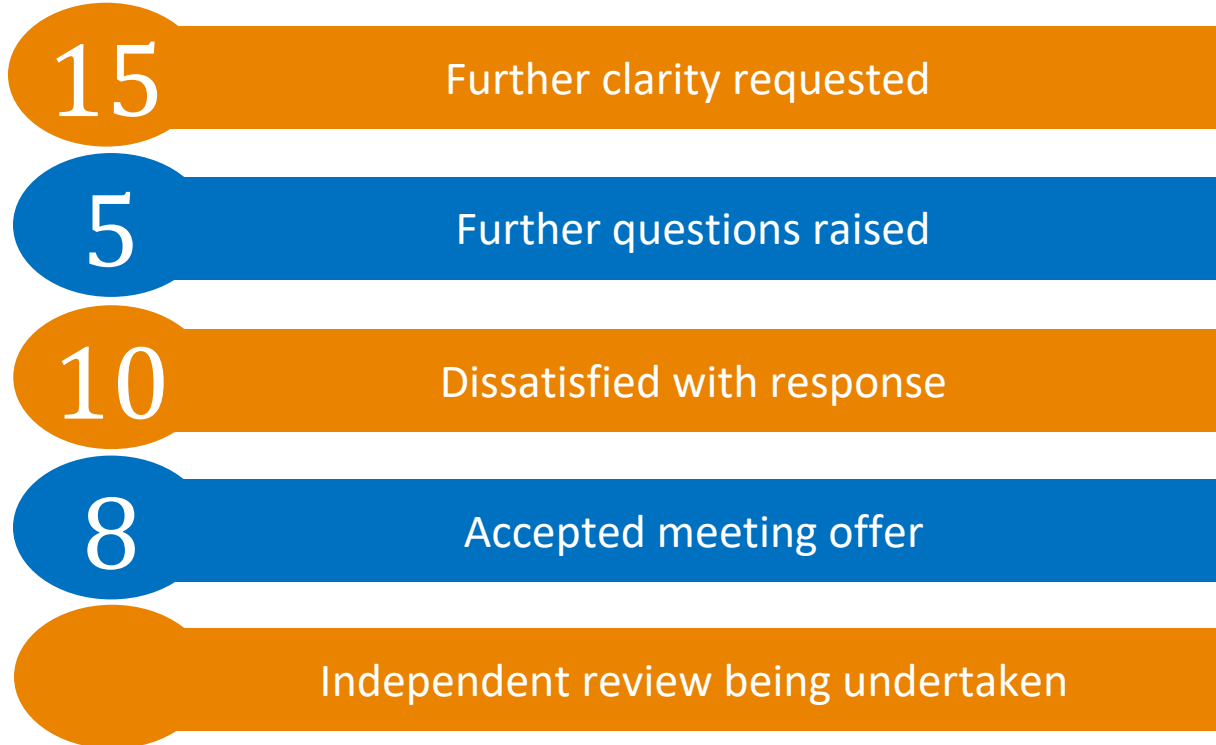 15
Further clarity requested
5
Further questions raised
10
Dissatisfied with response
8
Accepted meeting offer
Independent review being undertaken